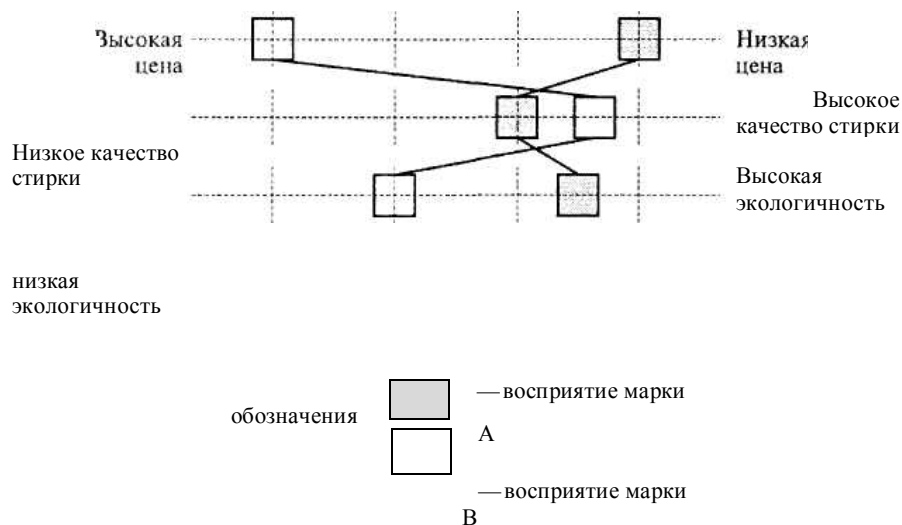 Высокая
цена
Низкая
цена
Высокое
качество стирки
Низкое качество
стирки
Высокая
экологичность
низкая
экологичность
обозначения
—восприятие марки
А
—восприятие марки
В